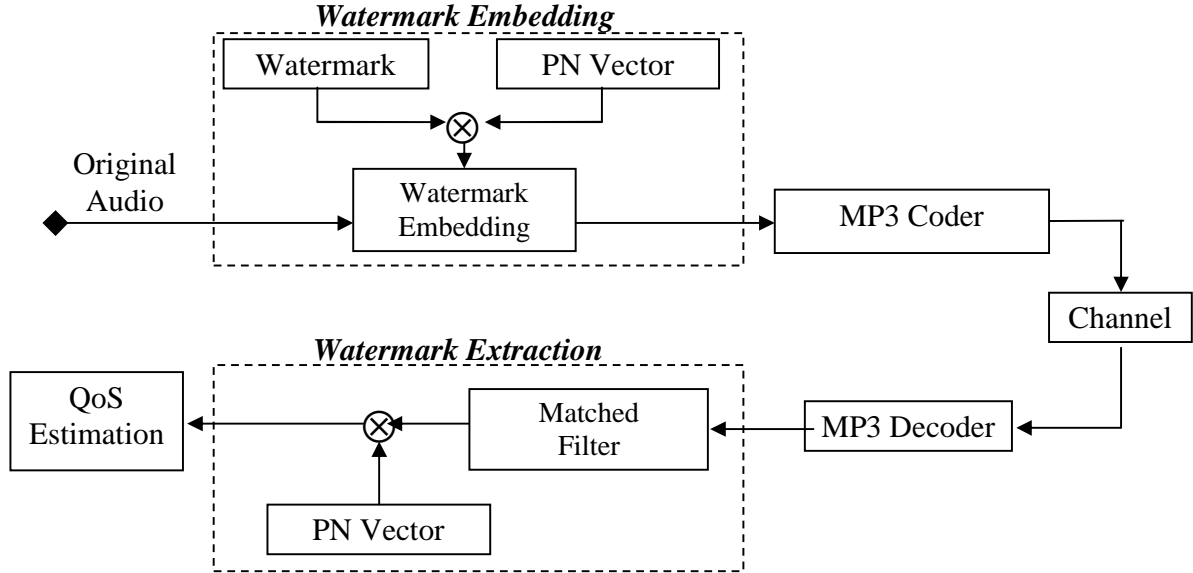 Watermark Embedding
Watermark
PN Vector
Original
Audio
Watermark
Embedding
MP3 Coder
Channel
Watermark Extraction
QoS
Estimation
Matched
Filter
MP3 Decoder
PN Vector